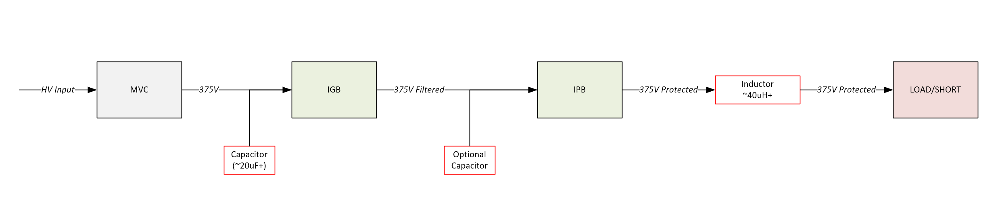 HV Input
MVC
375V
IGB
375V Filtered
IPB
375V Protected
Inductor
~40uH+
375V Protected
LOAD/SHORT
Capacitor
(~20uF+)
Optional
Capacitor